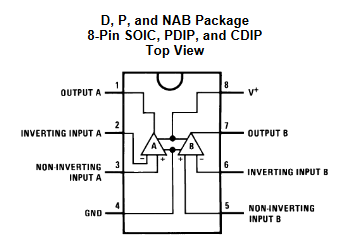 D, P, and NAB Package
8-Pin SOIC, PDIP, and CDIP
Top View
1
OUTPUT A
8
V+
2
INVERTING INPUT A
7
OUTPUT B
A
B
- +
+ -
3
NON-INVERTING
INPUT A
6
INVERTING INPUT B
4
GND
5
NON-INVERTING
INPUT B